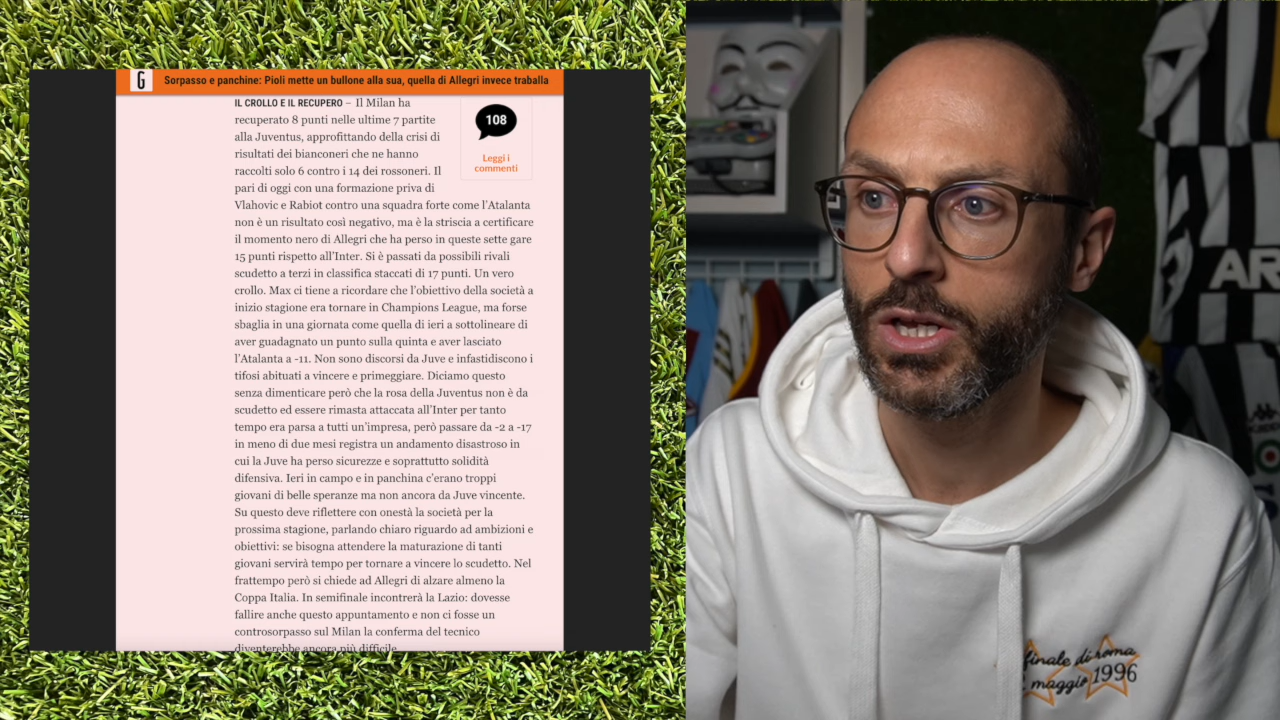 G
Sorpasso e panchine: Pioli mette un bullone alla sua, quella di Allegri invece traballa
IL CROLLO E IL RECUPERO – Il Milan ha
recuperato 8 punti nelle ultime 7 partite
alla Juventus, approfittando della crisi di
risultati dei bianconeri che ne hanno
raccolti solo 6 contro i 14 dei rossoneri. Il
pari di oggi con una formazione priva di
Vlahovic e Rabiot contro una squadra forte come l'Atalanta
non è un risultato così negativo, ma è la striscia a certificare
il momento nero di Allegri che ha perso in queste sette gare
15 punti rispetto all'Inter. Si è passati da possibili rivali
scudetto a terzi in classifica staccati di 17 punti. Un vero
crollo. Max ci tiene a ricordare che l'obiettivo della società a
inizio stagione era tornare in Champions League, ma forse
sbaglia in una giornata come quella di ieri a sottolineare di
aver guadagnato un punto sulla quinta e aver lasciato
l'Atalanta a -11. Non sono discorsi da Juve e infastidiscono i
tifosi abituati a vincere e primeggiare. Diciamo questo
senza dimenticare però che la rosa della Juventus non è da
scudetto ed essere rimasta attaccata all'Inter per tanto
tempo era parsa a tutti un'impresa, però passare da -2 a -17
in meno di due mesi registra un andamento disastroso in
cui la Juve ha perso sicurezze e soprattutto solidità
difensiva. Ieri in campo e in panchina c'erano troppi
giovani di belle speranze ma non ancora da Juve vincente.
Su questo deve riflettere con onestà la società per la
prossima stagione, parlando chiaro riguardo ad ambizioni e
obiettivi: se bisogna attendere la maturazione di tanti
giovani servirà tempo per tornare a vincere lo scudetto. Nel
frattempo però si chiede ad Allegri di alzare almeno la
Coppa Italia. In semifinale incontrerà la Lazio: dovesse
fallire anche questo appuntamento e non ci fosse un
controsorpasso sul Milan la conferma del tecnico
diventerebbe ancora più difficile.
108
Leggi i
commenti
AR
finale di roma
maggio 1996